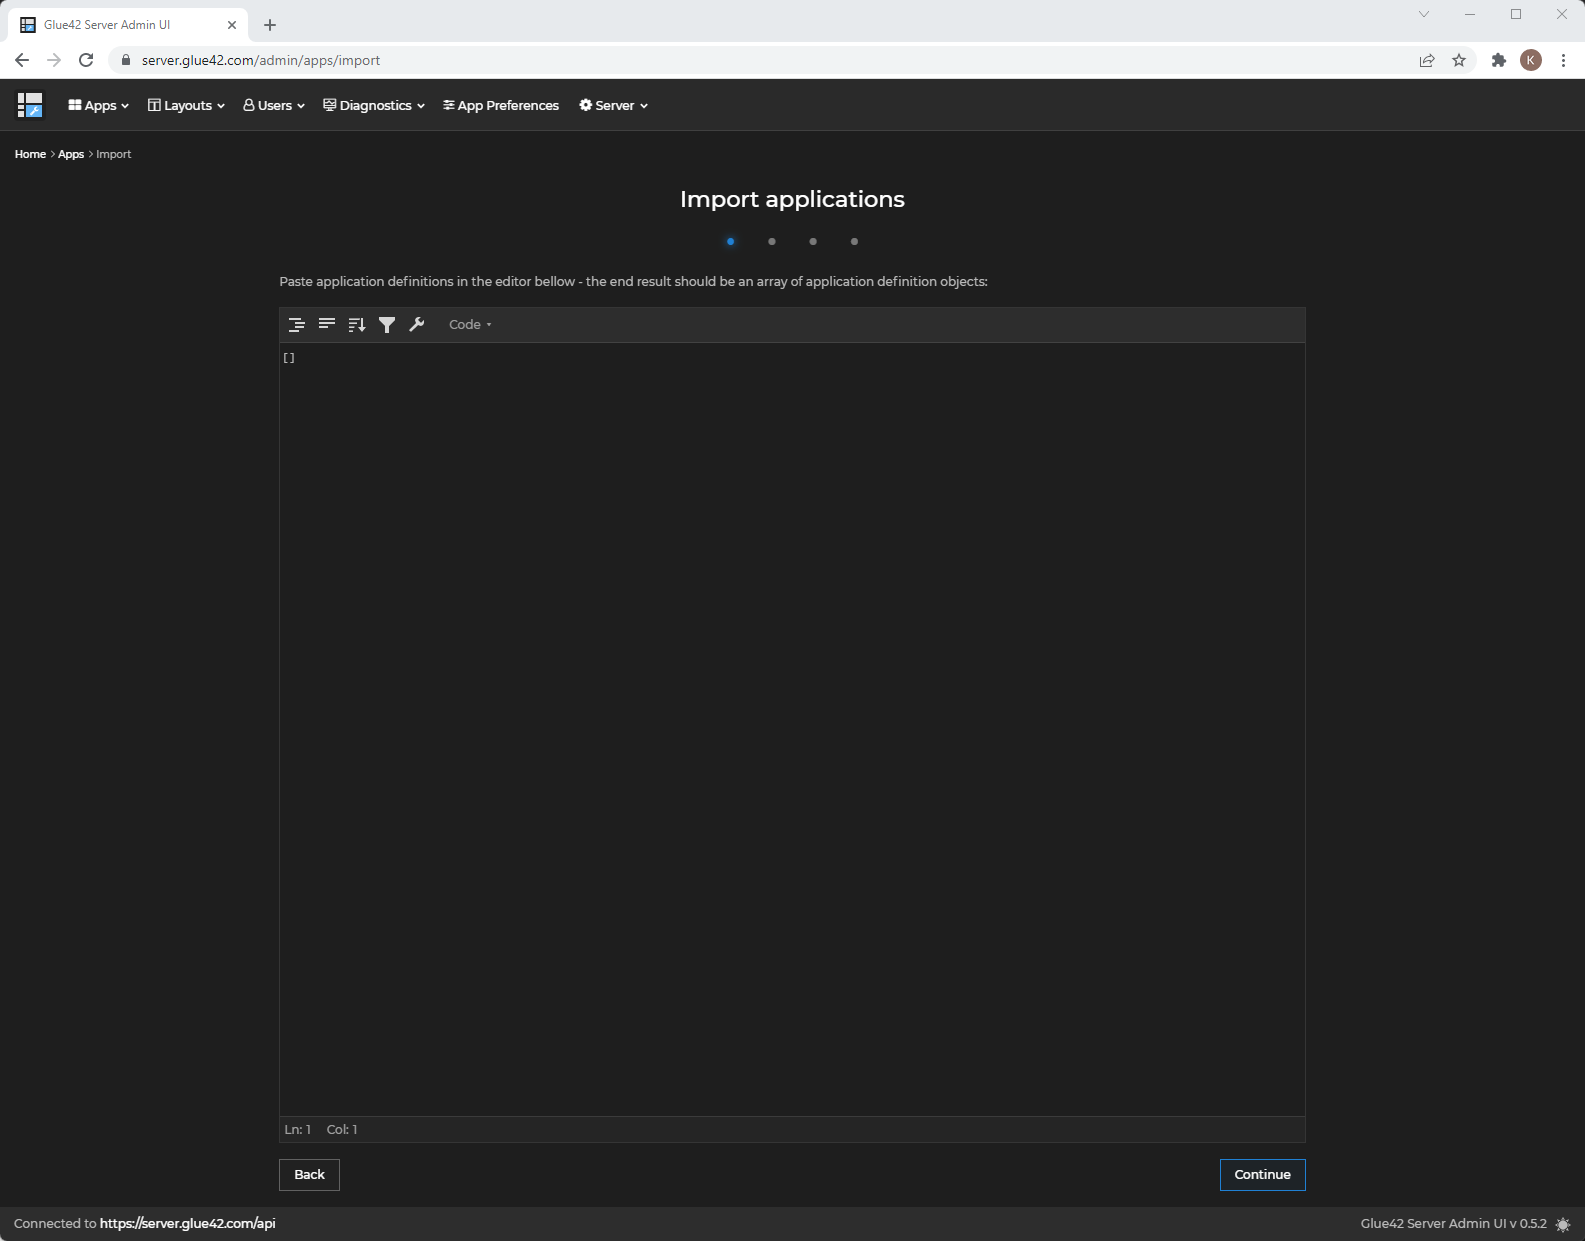 Glue42 Server Admin UI
server.glue42.com/admin/apps/import
K
Apps Layouts Users Diagnostics App Preferences Server
Home > Apps > Import
Import applications
Paste application definitions in the editor bellow - the end result should be an array of application definition objects:
Code
[]
Ln: 1 Col: 1
Back Continue
Connected to https://server.glue42.com/api Glue42 Server Admin UI v 0.5.2